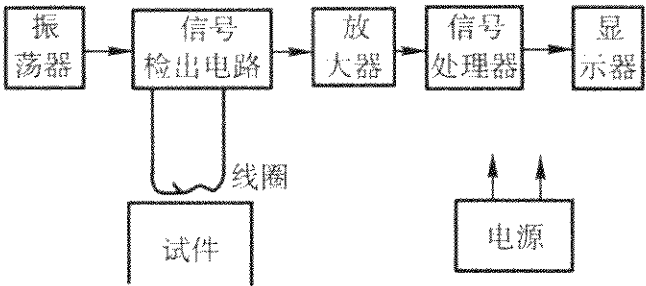 振
荡器
信号
检出电路
放
大器
信号
处理器
显
示器
线圈
试件
电源